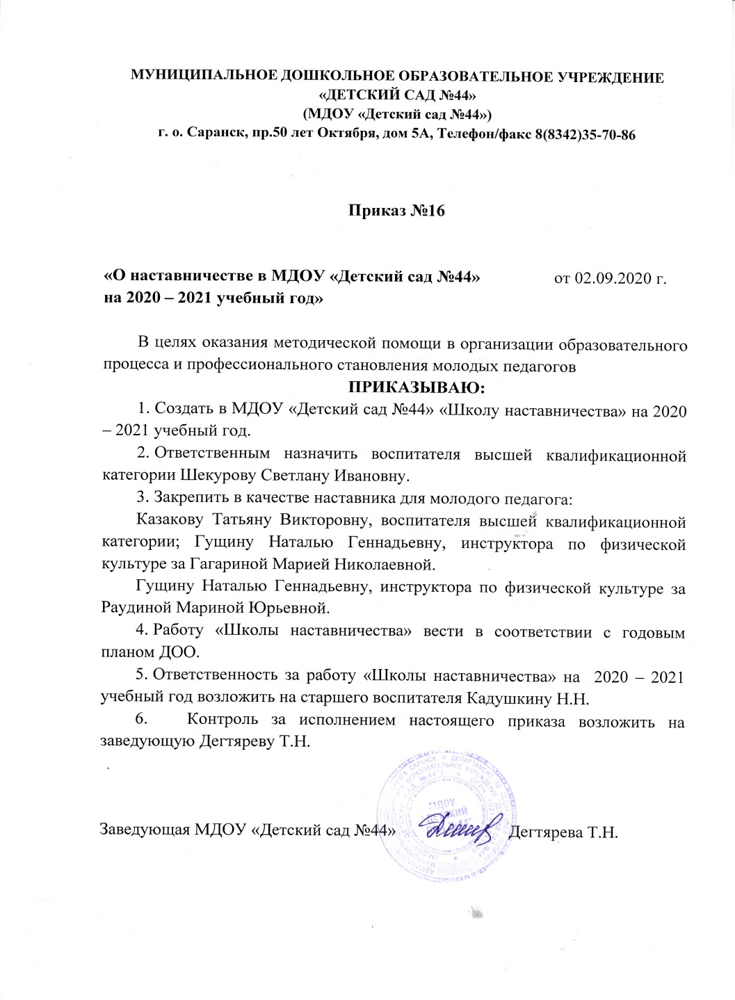 МУНИЦИПАЛЬНОЕ ДОШКОЛЬНОЕ ОБРАЗОВАТЕЛЬНОЕ УЧРЕЖДЕНИЕ
«ДЕТСКИЙ САД №44»
(МДОУ «Детский сад №44»)
г. о. Саранск, пр.50 лет Октября, дом 5А, Телефон/факс 8(8342)35-70-86
Приказ №16
«О наставничестве в МДОУ «Детский сад №44» от 02.09.2020 г.
на 2020 – 2021 учебный год»
В целях оказания методической помощи в организации образовательного
процесса и профессионального становления молодых педагогов
ПРИКАЗЫВАЮ:
1. Создать в МДОУ «Детский сад №44» «Школу наставничества» на 2020
– 2021 учебный год.
2. Ответственным назначить воспитателя высшей квалификационной
категории Шекурову Светлану Ивановну.
3. Закрепить в качестве наставника для молодого педагога:
Казакову Татьяну Викторовну, воспитателя высшей квалификационной
категории; Гущину Наталью Геннадьевну, инструктора по физической
культуре за Гагариной Марией Николаевной.
Гущину Наталью Геннадьевну, инструктора по физической культуре за
Раудиной Мариной Юрьевной.
4. Работу «Школы наставничества» вести в соответствии с годовым
планом ДОО.
5. Ответственность за работу «Школы наставничества» на 2020 – 2021
учебный год возложить на старшего воспитателя Кадушкину Н.Н.
6. Контроль за исполнением настоящего приказа возложить на
заведующую Дегтяреву Т.Н.
Заведующая МДОУ «Детский сад №44» Дегтярева Т.Н.
МДОУ
ДЕТСКИЙ